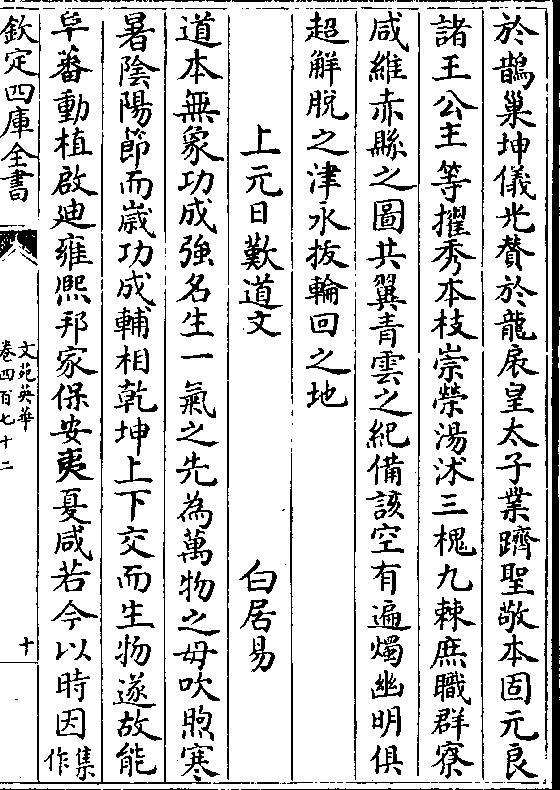 於鵲巢坤儀光賛於龍扆皇太子業躋聖敬本固元良
諸王公主等擢秀本枝崇榮湯沭三槐九棘庶職群寮
咸維赤縣之圖共翼青雲之紀備該空有遍燭幽明俱
超解脫之津永抜輪回之地
上元日歎道文 白居易
道本無象功成強名生一氣之先為萬物之母吹煦寒
暑隂陽節而嵗功成輔相乾坤上下交而生物遂故能
阜蕃動植啟廸雍熈邦家保安夷夏咸若今以時因集作
欽定四庫全書
文苑英華
卷四百七十二
十